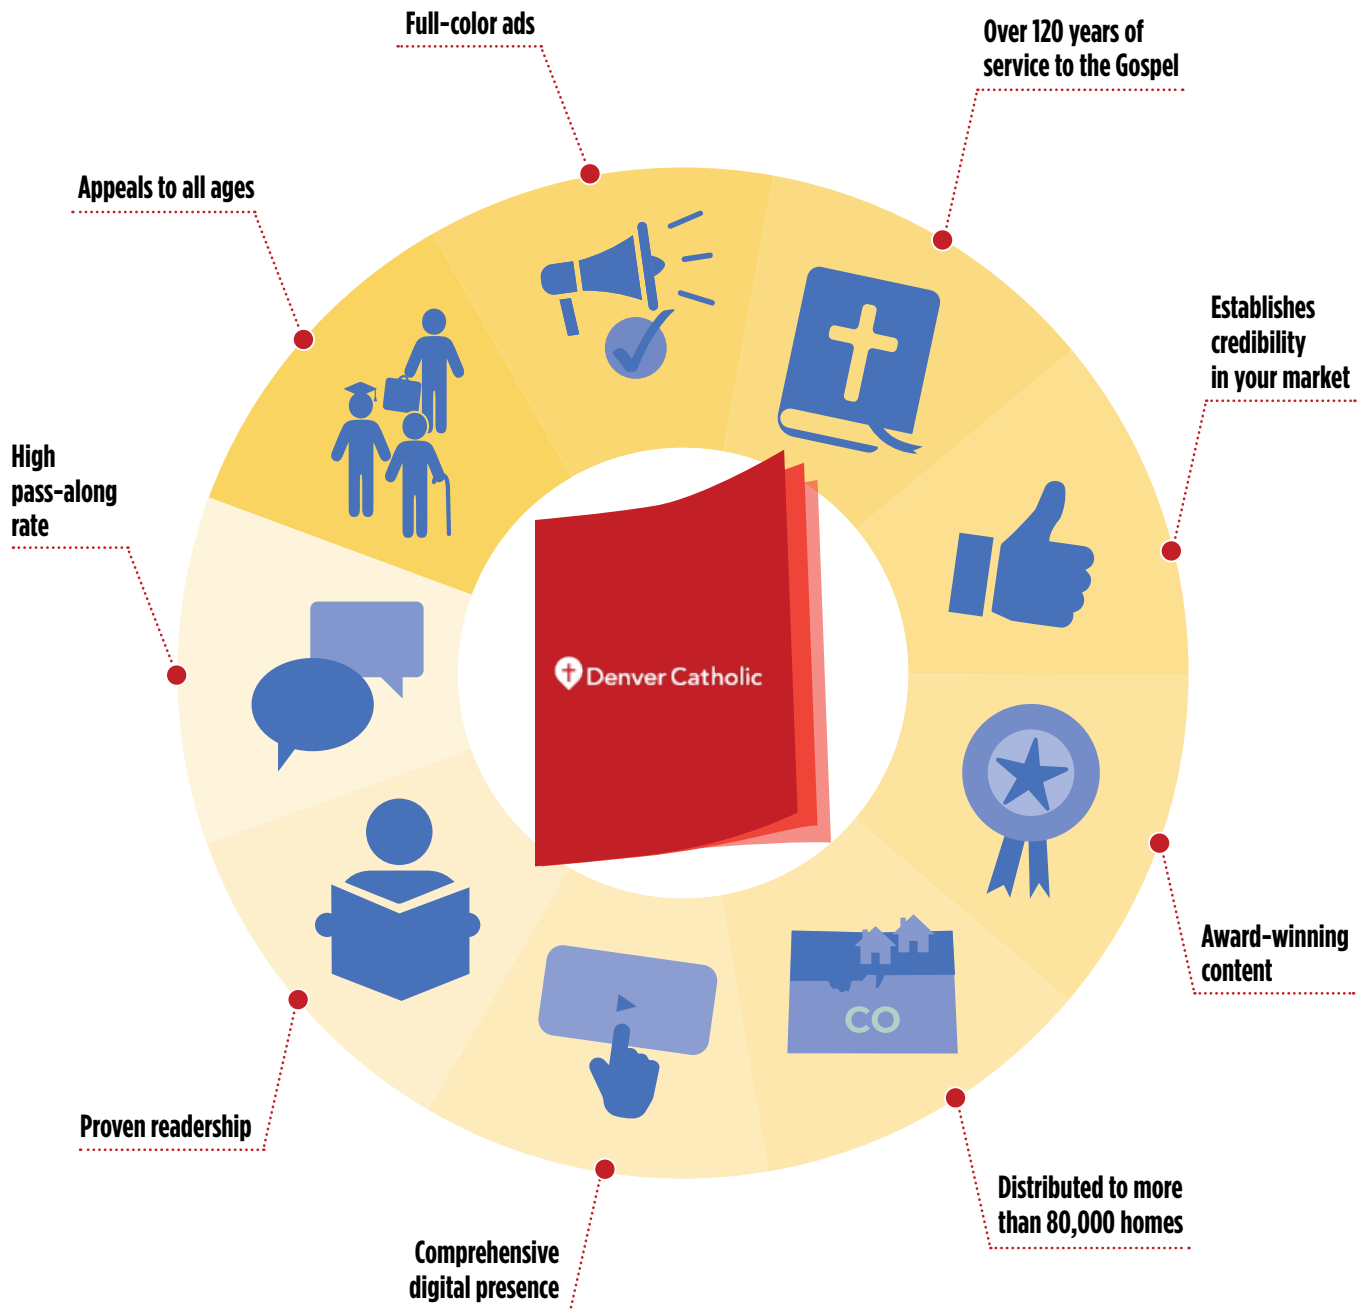 Full-color ads
Over 120 years of
service to the Gospel
Appeals to all ages
Establishes
credibility
in your market
High
pass-along
rate
Denver Catholic
CO
Award-winning
content
Proven readership
Distributed to more
than 80,000 homes
Comprehensive
digital presence